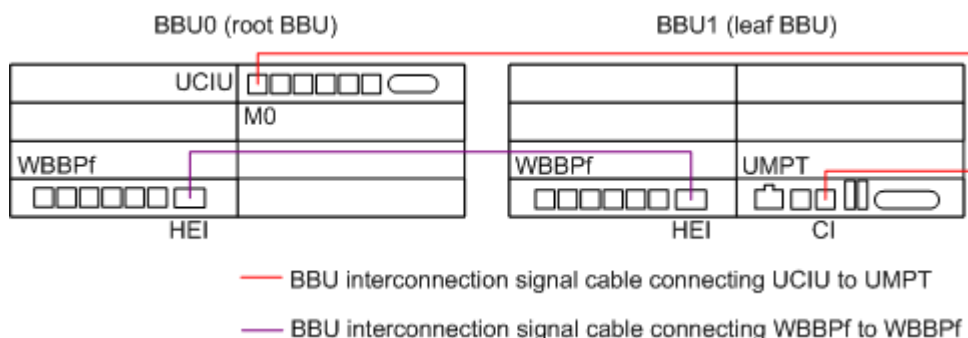 BBU0 (root BBU)
BBU1 (leaf BBU)
UCIU
M0
WBBPf
WBBPf
UMPT
HEI
HEI
CI
BBU interconnection signal cable connecting UCIU to UMPT
BBU interconnection signal cable connecting WBBPf to WBBPf